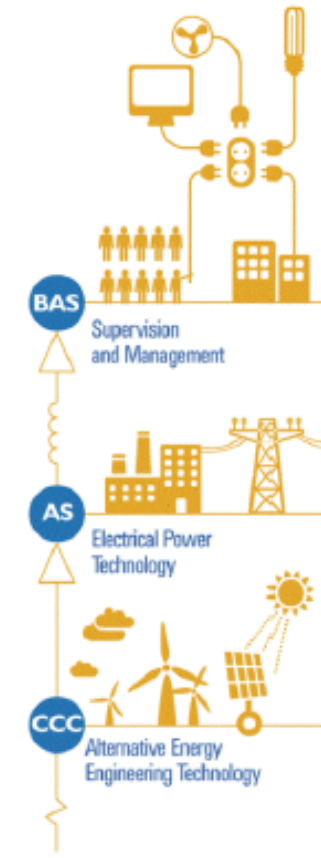 BAS
Supervision
and Management
AS
Electrical Power
Technology
CCC
Alternative Energy
Engineering Technology